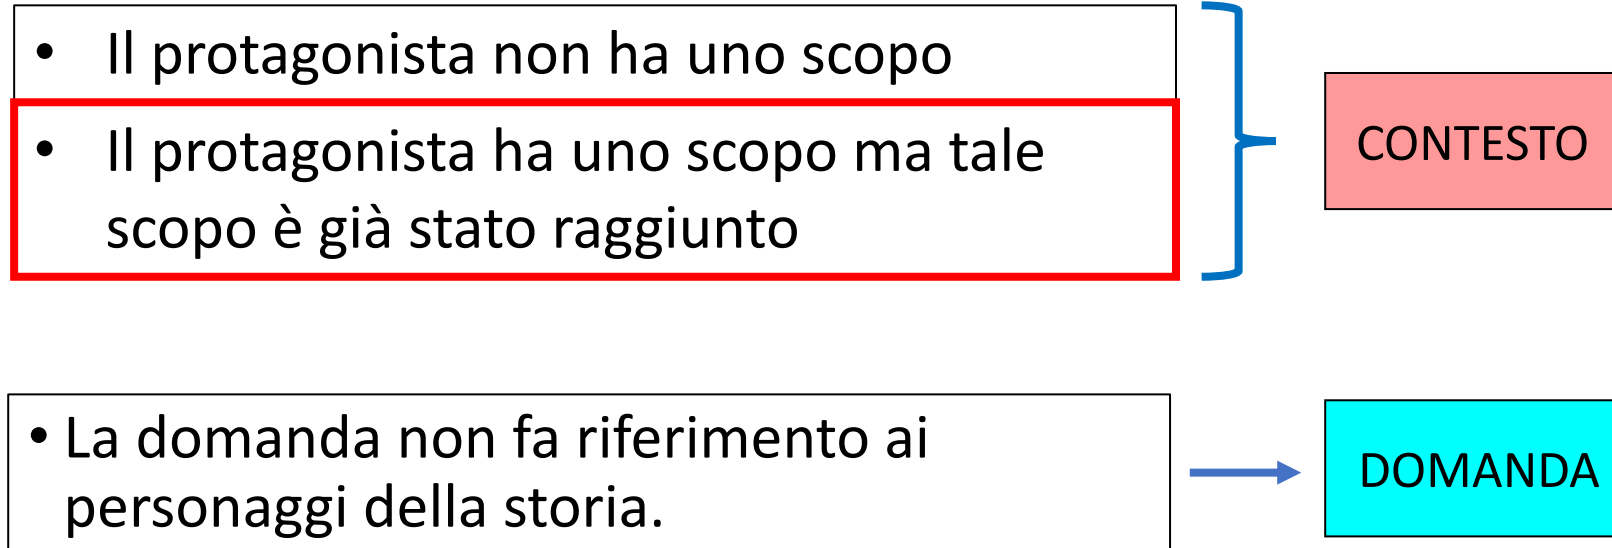 • Il protagonista non ha uno scopo
• Il protagonista ha uno scopo ma tale
scopo è già stato raggiunto
CONTESTO
• La domanda non fa riferimento ai
personaggi della storia.
DOMANDA